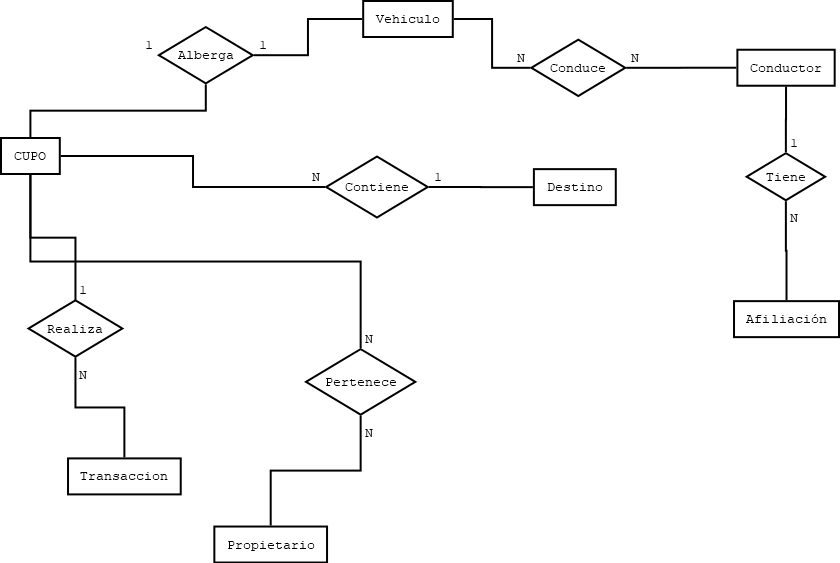 Vehiculo
1
Alberga
1
N
Conduce
N
Conductor
CUPO
N
Contiene
1
Destino
1
Tiene
N
1
Realiza
N
Afiliación
N
Pertenece
N
Transaccion
Propietario